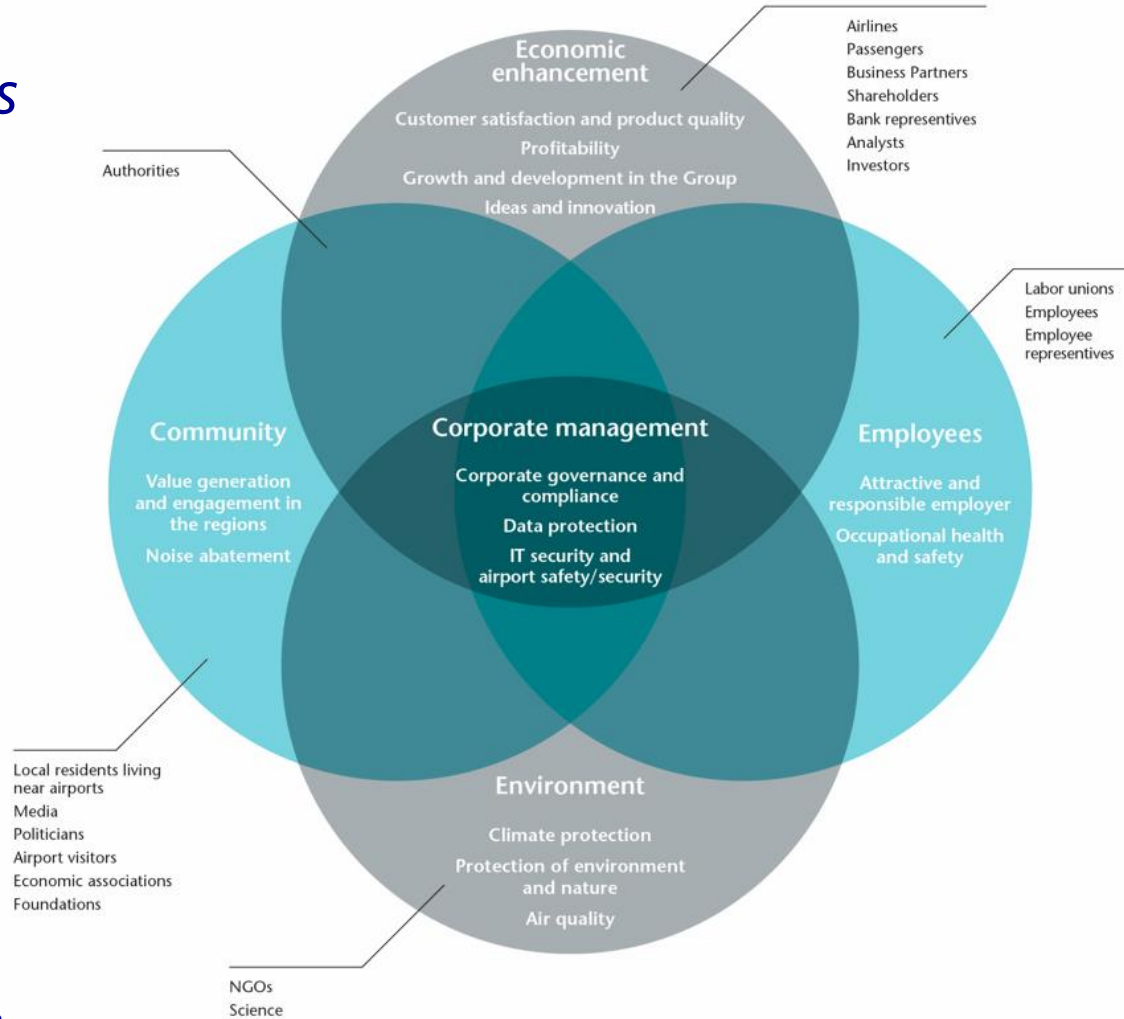 s
Economic
enhancement
Customer satisfaction and product quality
Profitability
Growth and development in the Group
Ideas and innovation
Airlines
Passengers
Business Partners
Shareholders
Bank representives
Analysts
Investors
Authorities
Labor unions
Employees
Employee
representives
Community
Value generation
and engagement in
the regions
Noise abatement
Corporate management
Corporate governance and
compliance
Data protection
IT security and
airport safety/security
Employees
Attractive and
responsible employer
Occupational health
and safety
Local residents living
near airports
Media
Politicians
Airport visitors
Economic associations
Foundations
Environment
Climate protection
Protection of environment
and nature
Air quality
NGOs
Science